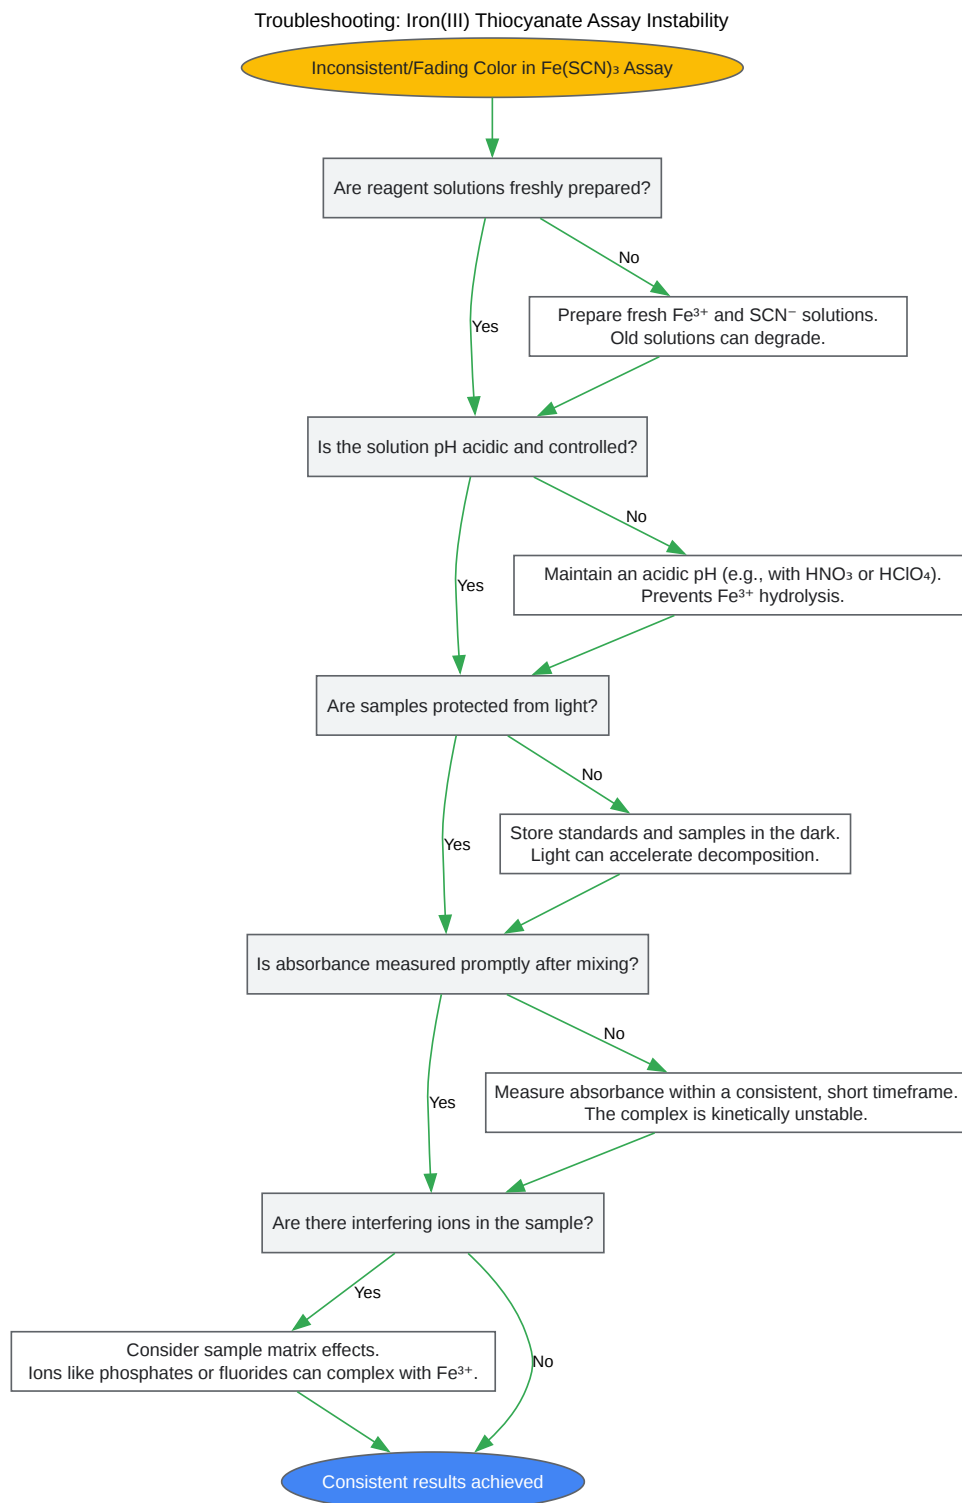 Troubleshooting: Iron(III) Thiocyanate Assay Instability
Inconsistent/Fading Color in Fe(SCN)₃ Assay
Are reagent solutions freshly prepared?
No
Yes
Prepare fresh Fe³⁺ and SCN⁻ solutions.
Old solutions can degrade.
Is the solution pH acidic and controlled?
No
Yes
Maintain an acidic pH (e.g., with HNO₃ or HClO₄).
Prevents Fe³⁺ hydrolysis.
Are samples protected from light?
No
Yes
Store standards and samples in the dark.
Light can accelerate decomposition.
Is absorbance measured promptly after mixing?
No
Yes
Measure absorbance within a consistent, short timeframe.
The complex is kinetically unstable.
Are there interfering ions in the sample?
Yes
No
Consider sample matrix effects.
Ions like phosphates or fluorides can complex with Fe³⁺.
Consistent results achieved